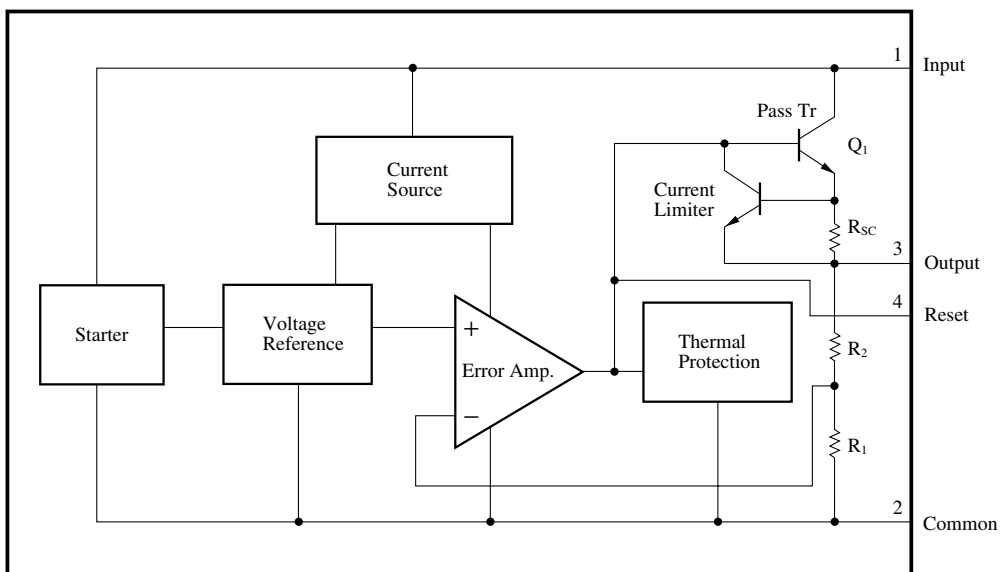 1
Input
Pass Tr
Q1
Current
Source
Current
Limiter
RSC
3
Output
4
Reset
Starter
Voltage
Reference
+
Error Amp.
−
Thermal
Protection
R2
R1
2
Common